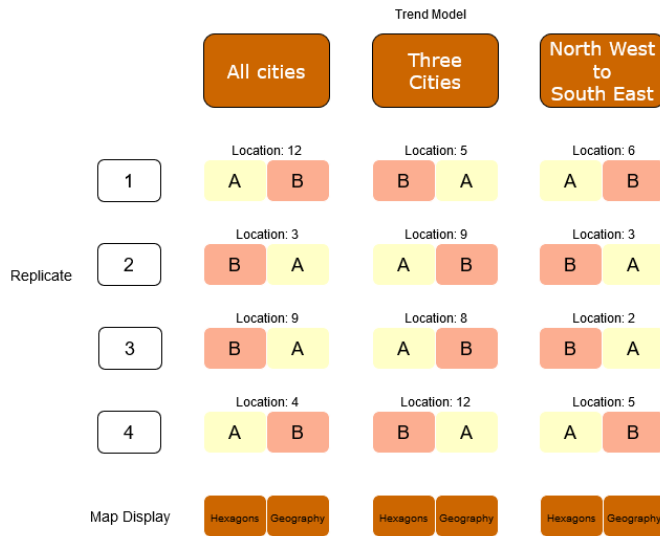 Trend Model
All cities
Three
Cities
North West
to
South East
Location: 12
Location: 5
Location: 6
1
A B
B A
A B
Location: 3
Location: 9
Location: 3
Replicate
2
B A
A B
B A
Location: 9
Location: 8
Location: 2
3
B A
A B
B A
Location: 4
Location: 12
Location: 5
4
A B
B A
A B
Map Display
Hexagons Geography
Hexagons Geography
Hexagons Geography